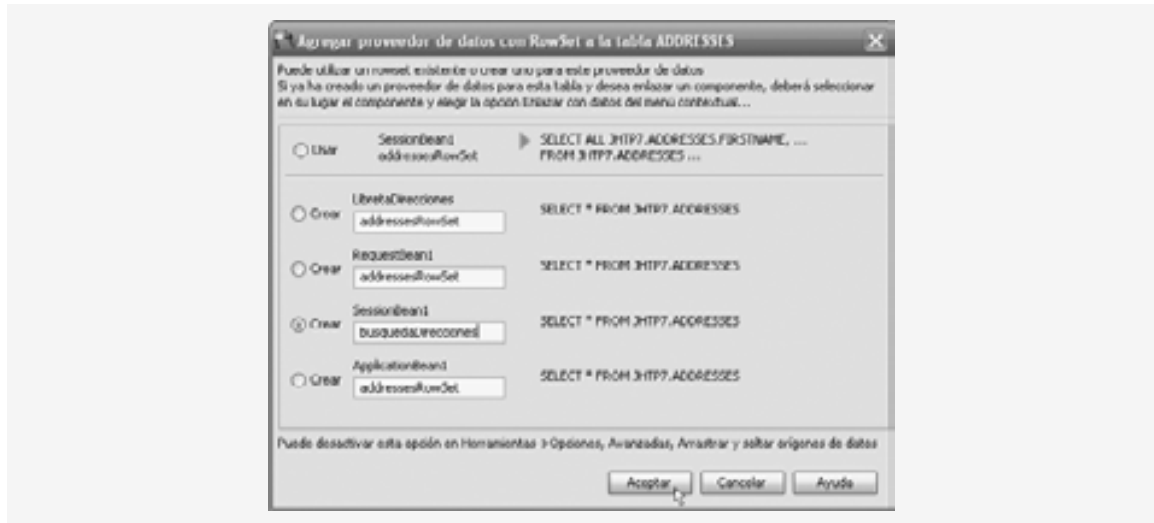 Agregar proveedor de datos con RowSet a la tabla ADDRESSES
Puede utilizar un rowset existente o crear uno para este proveedor de datos
Si ya ha creado un proveedor de datos para esta tabla y desea enlazar un componente, deberá seleccionar
en su lugar el componente y elegir la opción Enlazar con datos del menú contextual...
Usar SessionBean1 SELECT ALL JHTP7.ADDRESSES.FIRSTNAME, ...
addressesRowSet FROM JHTP7.ADDRESSES ...
LibretaDirecciones
Crear addressesRowSet SELECT * FROM JHTP7.ADDRESSES
RequestBean1
Crear addressesRowSet SELECT * FROM JHTP7.ADDRESSES
SessionBean1
Crear busquedaDirecciones SELECT * FROM JHTP7.ADDRESSES
ApplicationBean1
Crear addressesRowSet SELECT * FROM JHTP7.ADDRESSES
Puede desactivar esta opción en Herramientas > Opciones, Avanzadas, Arrastrar y soltar orígenes de datos
Aceptar Cancelar Ayuda